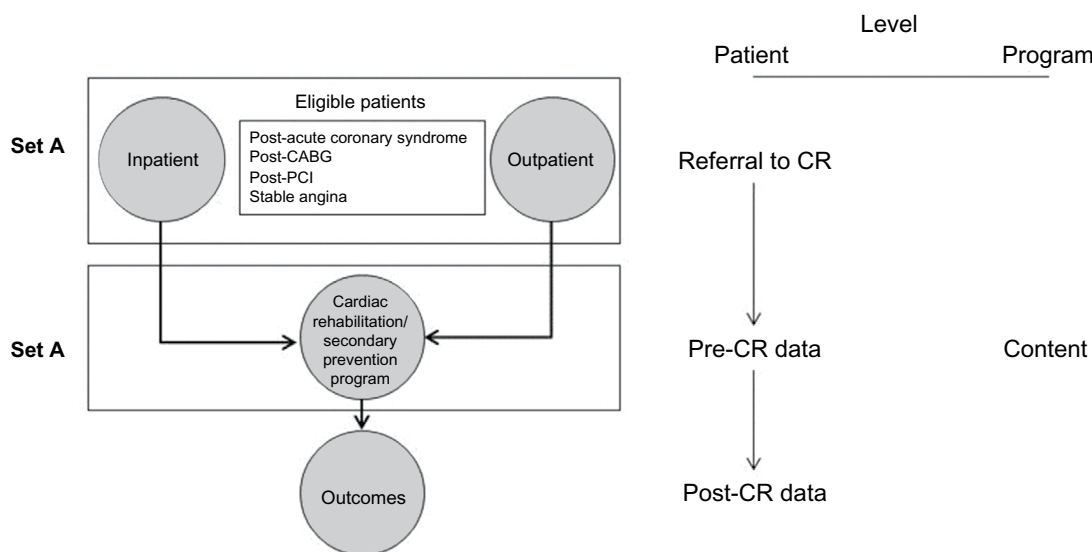 Level
Patient Program
Eligible patients
Set A
Inpatient
Post-acute coronary syndrome
Post-CABG
Post-PCI
Stable angina
Outpatient
Referral to CR
Set A
Cardiac
rehabilitation/
secondary
prevention
program
Pre-CR data
Content
Outcomes
Post-CR data